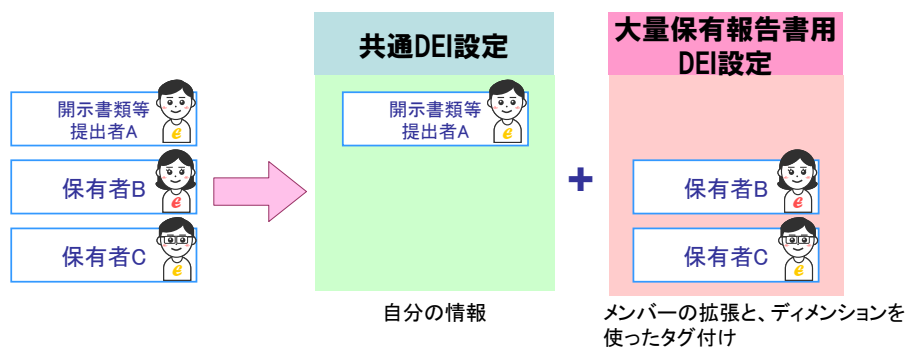 共通DEI設定
大量保有報告書用
DEI設定
開示書類等
提出者A
e
保有者B
e
保有者C
e
開示書類等
提出者A
e
+
保有者B
e
保有者C
e
自分の情報
メンバーの拡張と、ディメンションを
使ったタグ付け